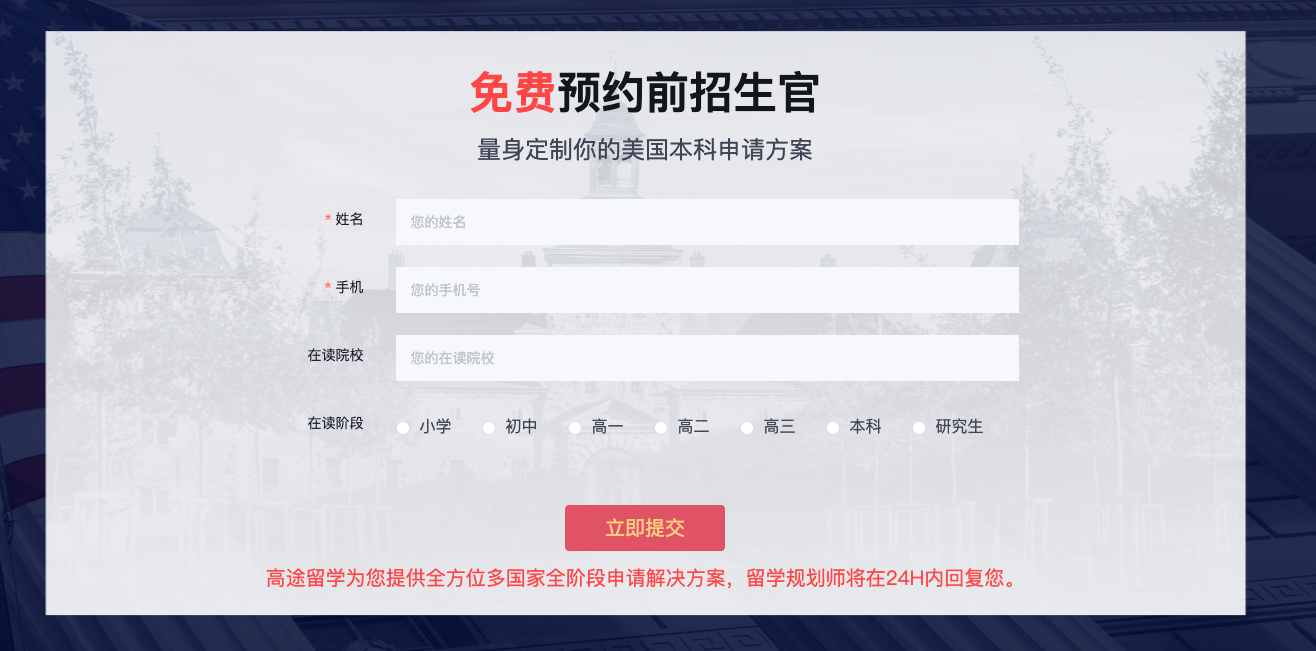 免费预约前招生官
量身定制你的美国本科申请方案
* 姓名
您的姓名
* 手机
您的手机号
在读院校
您的在读院校
在读阶段 小学 初中 高一 高二 高三 本科 研究生
立即提交
高途留学为您提供全方位多国家全阶段申请解决方案，留学规划师将在24H内回复您。